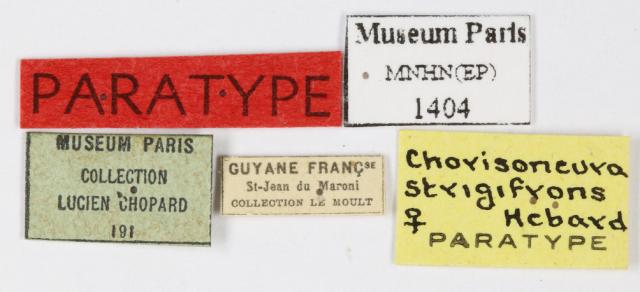 PARATYPE
Museum Paris
MNHN(EP)
1404
MUSEUM PARIS
COLLECTION
LUCIEN CHOPARD
191
GUYANE FRANÇSE
St-Jean du Maroni
COLLECTION LE MOULT
Chorisoneura
strigifrons
♀ Hebard
PARATYPE